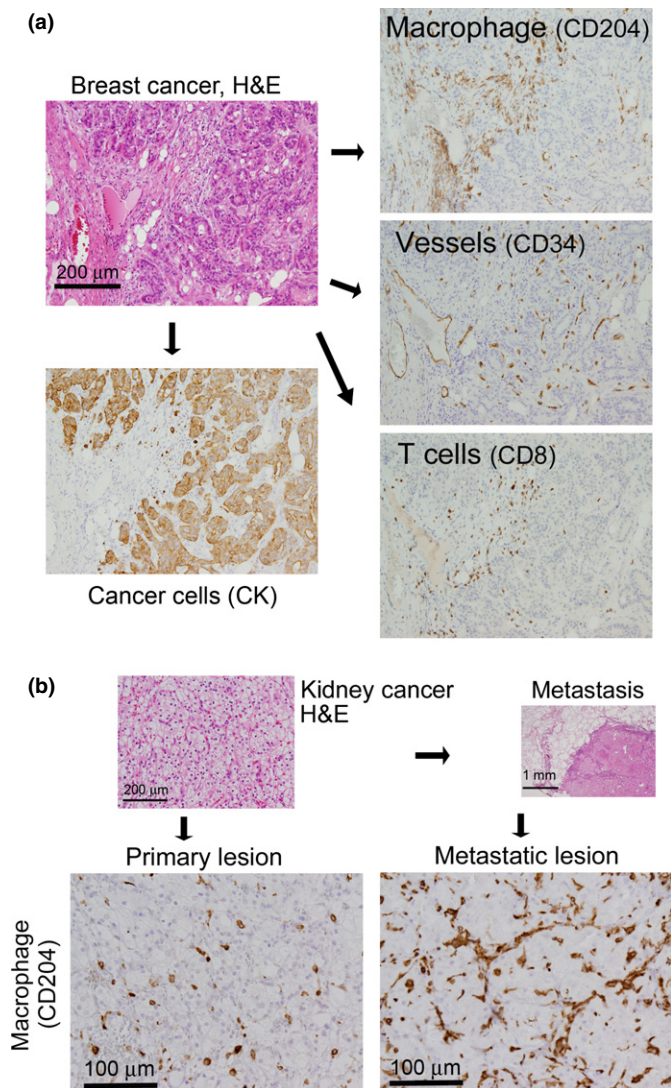 (a)
Breast cancer, H&E
200 μm
Macrophage (CD204)
Vessels (CD34)
T cells (CD8)
Cancer cells (CK)
(b)
Kidney cancer
H&E
200 μm
Metastasis
1 mm
Primary lesion
Metastatic lesion
Macrophage
(CD204)
100 μm
100 μm